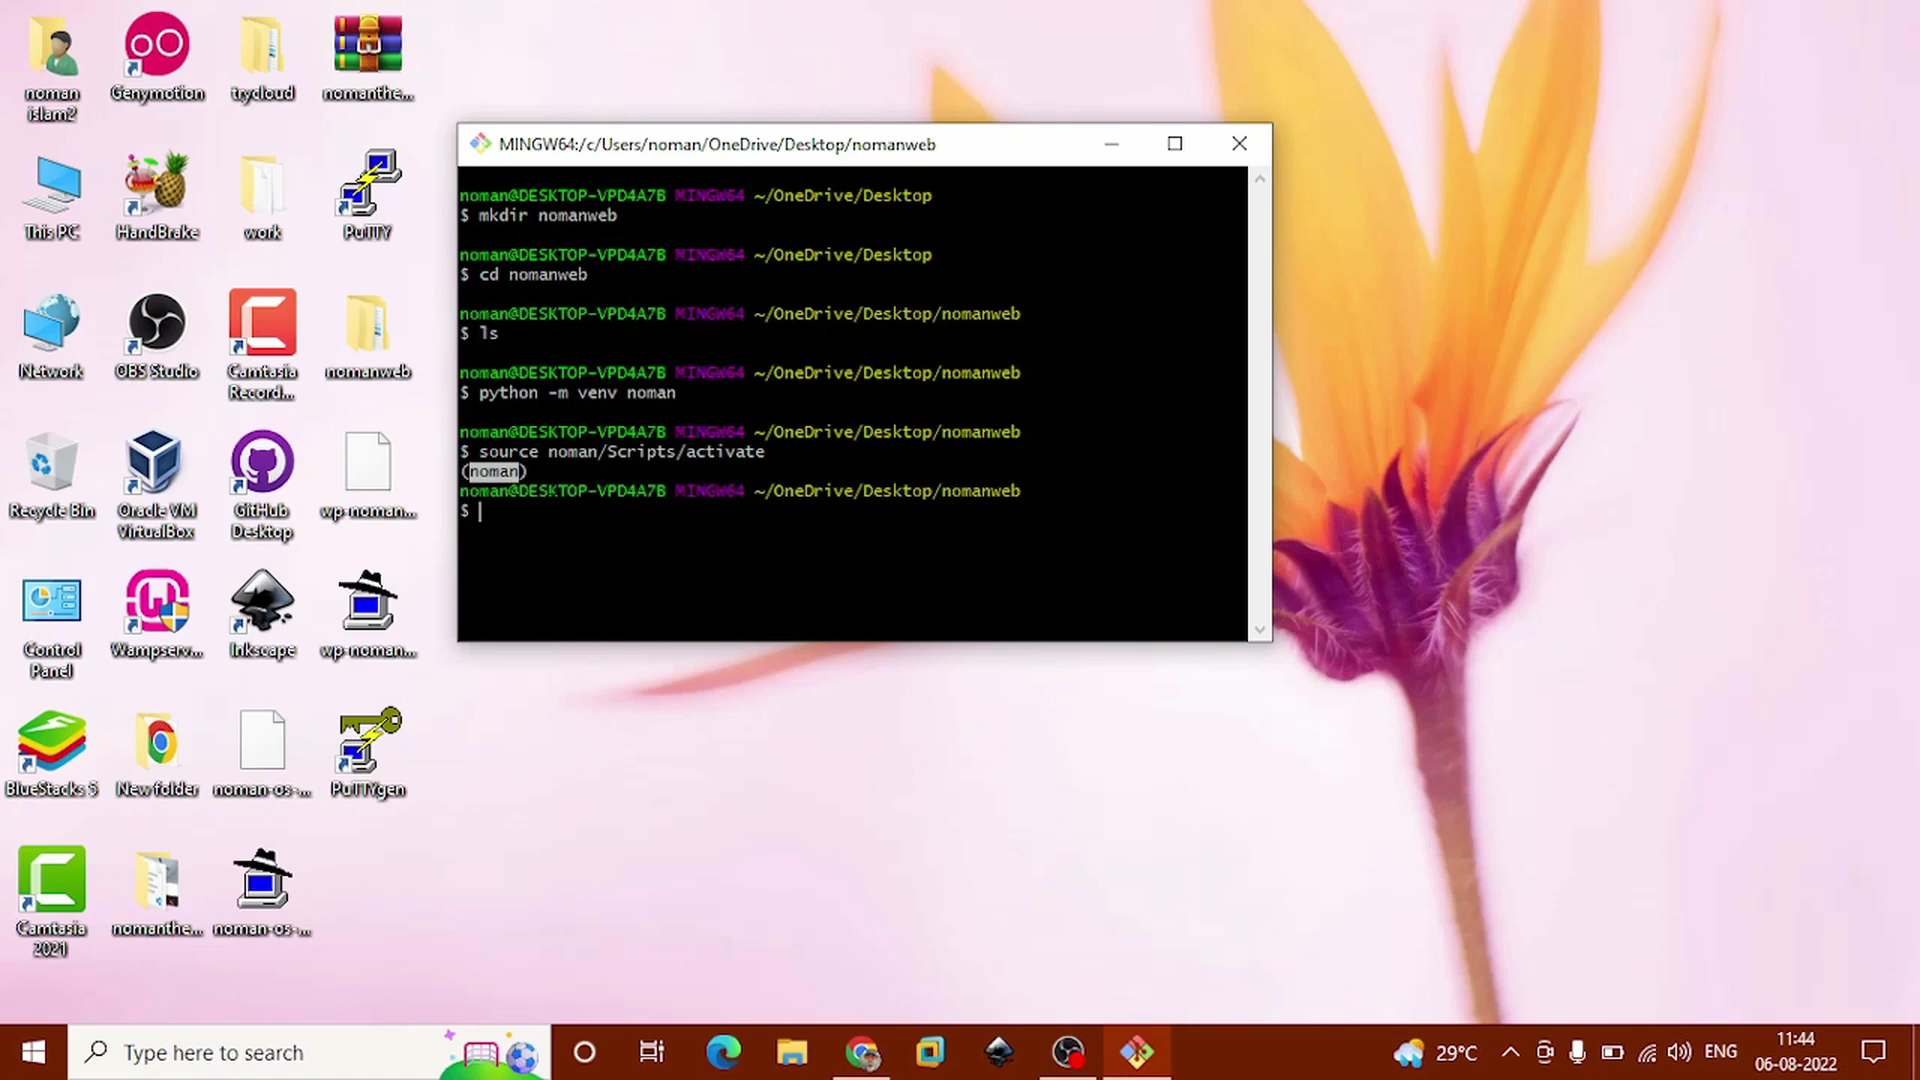 noman
islam2
Genymotion
trycloud
nomanthe...
This PC
HandBrake
work
PuTTY
Network
OBS Studio
Camtasia
Record...
nomanweb
Recycle Bin
Oracle VM
VirtualBox
GitHub
Desktop
wp-noman...
Control
Panel
Wampserv...
Inkscape
wp-noman...
BlueStacks 5
New folder
noman-os-...
PuTTYgen
Camtasia
2021
nomanthe...
noman-os-...
MINGW64:/c/Users/noman/OneDrive/Desktop/nomanweb
noman@DESKTOP-VPD4A7B MINGW64 ~/OneDrive/Desktop
$ mkdir nomanweb
noman@DESKTOP-VPD4A7B MINGW64 ~/OneDrive/Desktop
$ cd nomanweb
noman@DESKTOP-VPD4A7B MINGW64 ~/OneDrive/Desktop/nomanweb
$ ls
noman@DESKTOP-VPD4A7B MINGW64 ~/OneDrive/Desktop/nomanweb
$ python -m venv noman
noman@DESKTOP-VPD4A7B MINGW64 ~/OneDrive/Desktop/nomanweb
$ source noman/Scripts/activate
(noman)
noman@DESKTOP-VPD4A7B MINGW64 ~/OneDrive/Desktop/nomanweb
$
Type here to search
29°C
ENG
11:44
06-08-2022